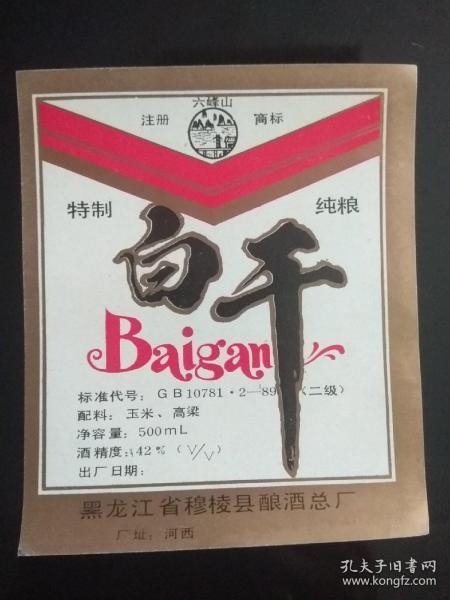 六峰山
注册 商标
特制 纯粮
白干
Baigan
标准代号：GB10781·2—89（二级）
配料：玉米、高梁
净容量：500mL
酒精度：42%（V/V）
出厂日期：
黑龙江省穆棱县酿酒总厂
厂址：河西
孔夫子旧书网
www.kongfz.com